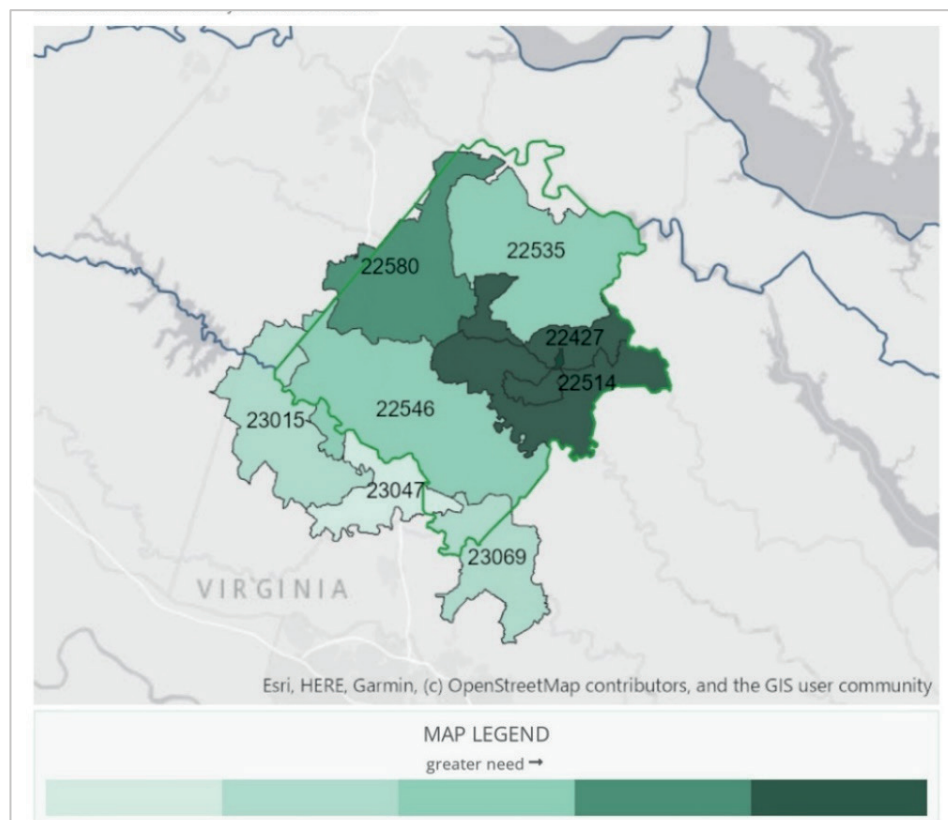 22535
22580
22427
22514
22546
23015
23047
23069
VIRGINIA
Esri, HERE, Garmin, (c) OpenStreetMap contributors, and the GIS user community
MAP LEGEND
greater need ➞